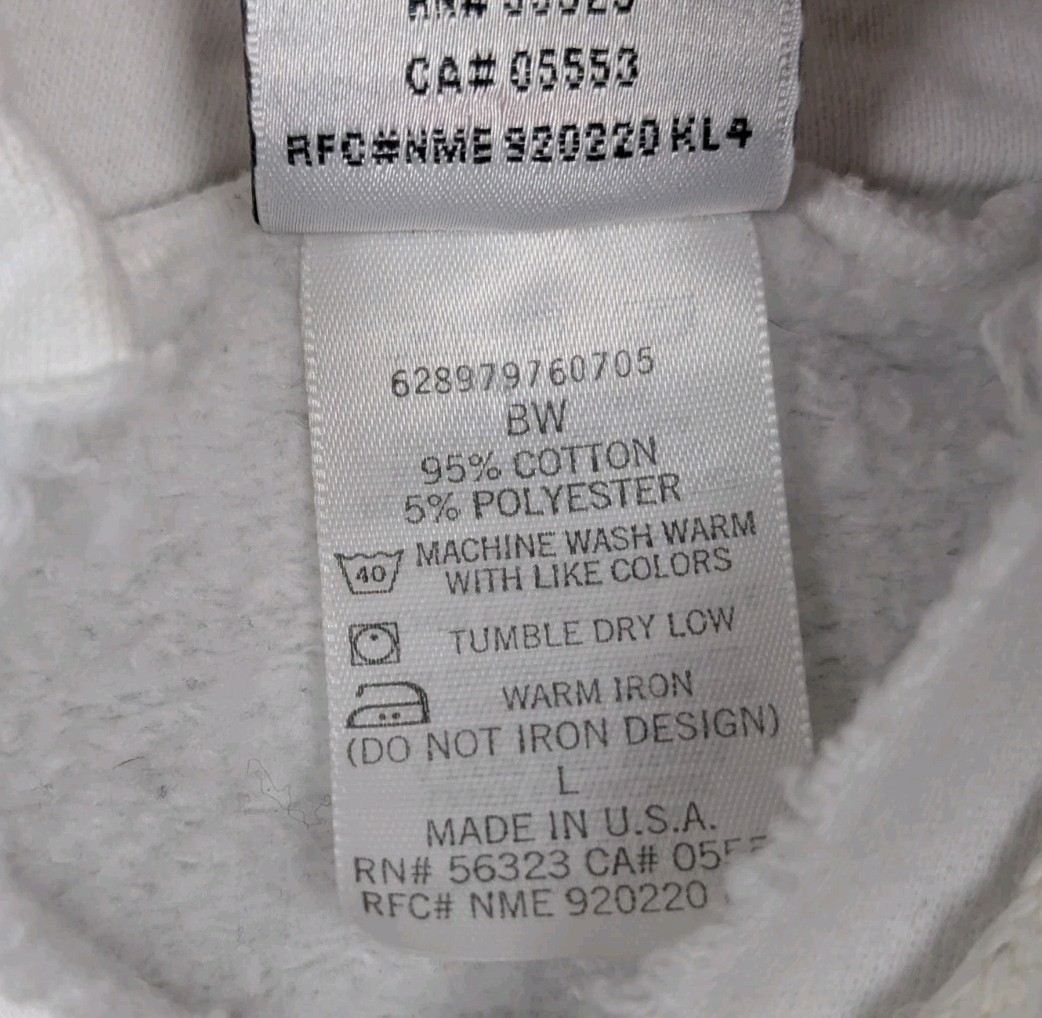 CA# 05553
RFC#NME 920220 KL4
628979760705
BW
95% COTTON
5% POLYESTER
40 MACHINE WASH WARM
WITH LIKE COLORS
TUMBLE DRY LOW
WARM IRON
(DO NOT IRON DESIGN)
L
MADE IN U.S.A.
RN# 56323 CA#
RFC# NME 920220